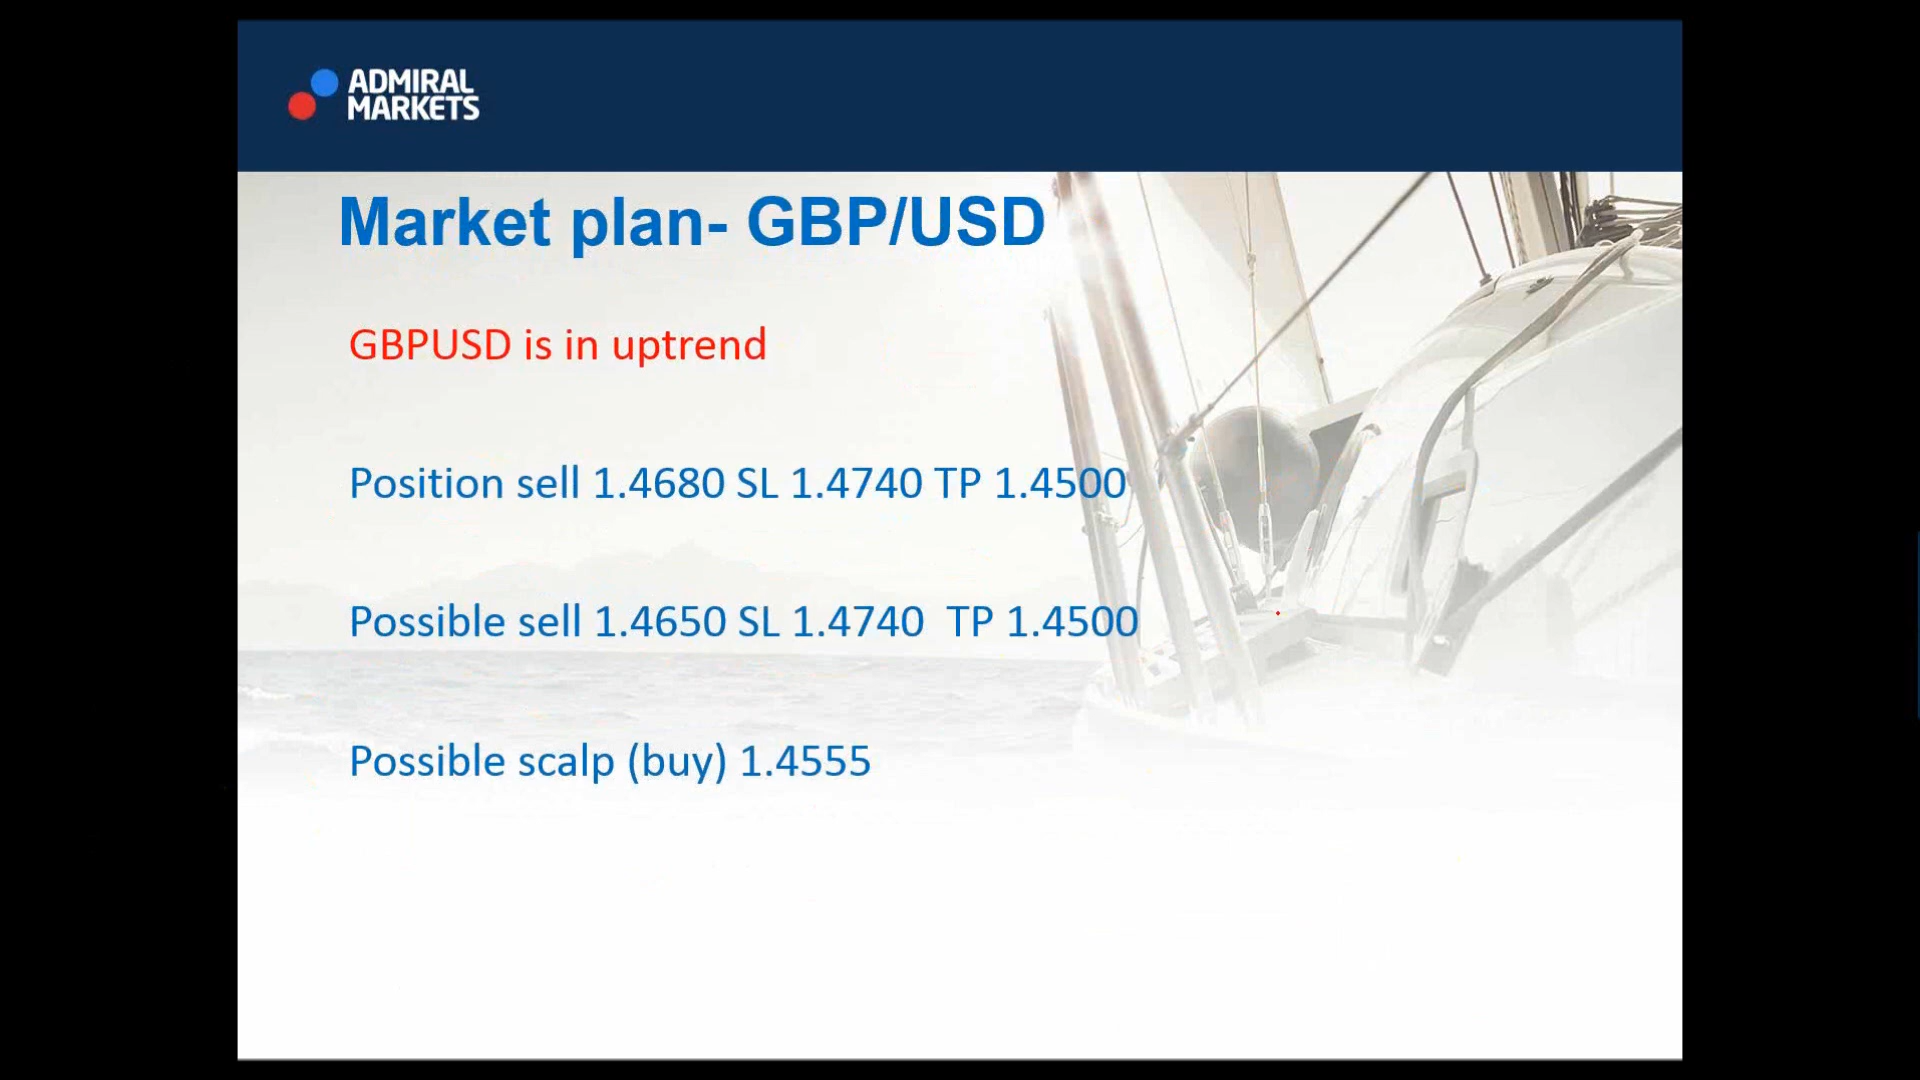 ADMIRAL
MARKETS
Market plan- GBP/USD
GBPUSD is in uptrend
Position sell 1.4680 SL 1.4740 TP 1.4500
Possible sell 1.4650 SL 1.4740  TP 1.4500
Possible scalp (buy) 1.4555